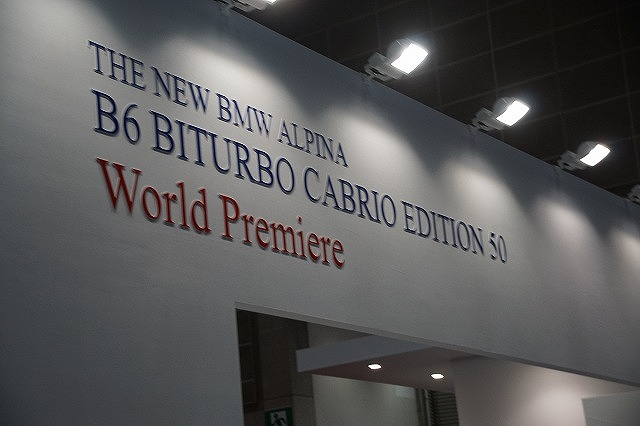 THE NEW BMW ALPINA
B6 BITURBO CABRIO EDITION 50
World Premiere